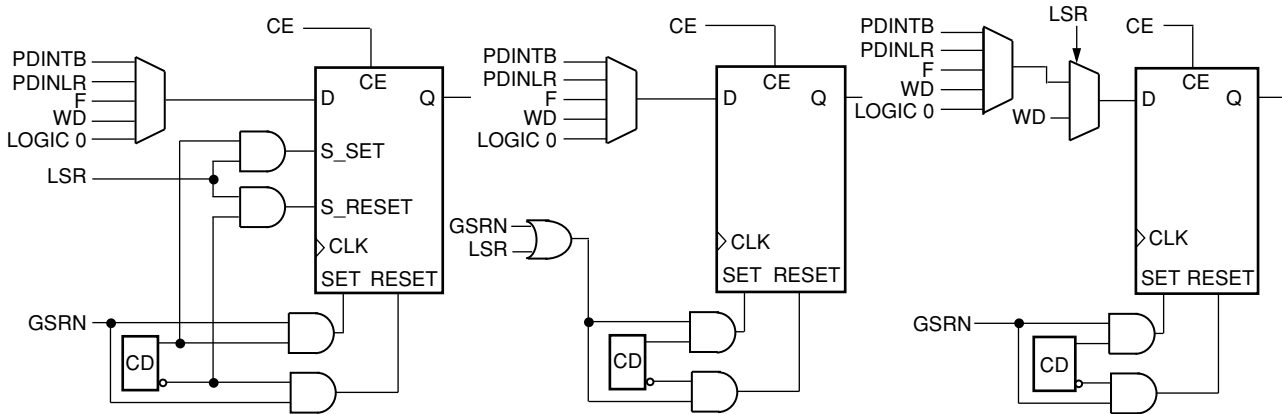 CE
PDINTB
PDINLR
F
WD
LOGIC 0
CE
D
Q
S_SET
LSR
S_RESET
CLK
SET RESET
GSRN
CD
CE
PDINTB
PDINLR
F
WD
LOGIC 0
CE
D
Q
GSRN
LSR
CLK
SET RESET
CD
LSR
CE
PDINTB
PDINLR
F
WD
LOGIC 0
WD
CE
D
Q
CLK
SET RESET
GSRN
CD